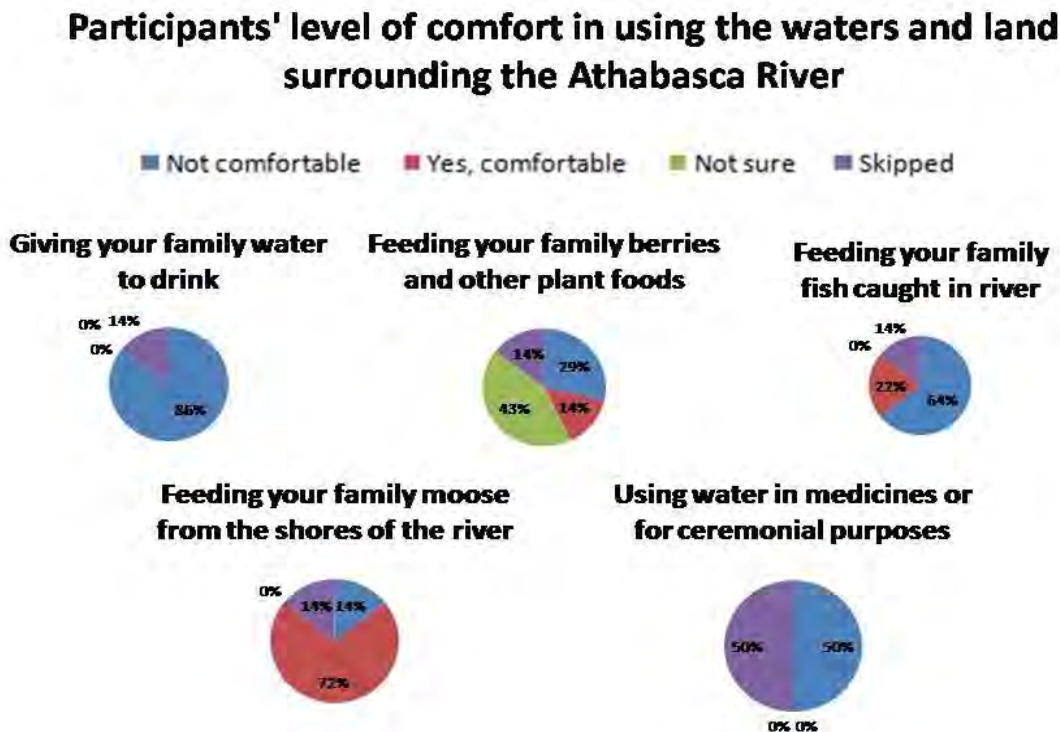 Participants' level of comfort in using the waters and land
surrounding the Athabasca River
Not comfortable Yes, comfortable Not sure Skipped
Giving your family water
to drink
0% 14%
0%
86%
Feeding your family berries
and other plant foods
14%
29%
43%
14%
Feeding your family
fish caught in river
14%
0%
22%
64%
Feeding your family moose
from the shores of the river
0%
14% 14%
72%
Using water in medicines or
for ceremonial purposes
50% 50%
0% 0%